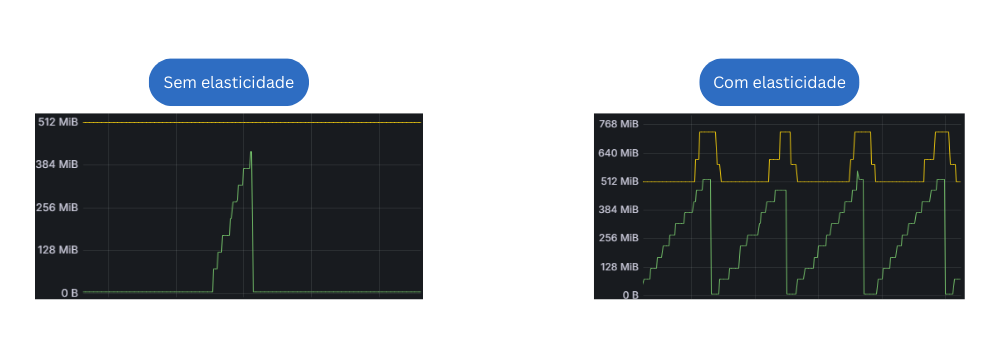 Sem elasticidade
512 MiB
384 MiB
256 MiB
128 MiB
0 B
Com elasticidade
768 MiB
640 MiB
512 MiB
384 MiB
256 MiB
128 MiB
0 B